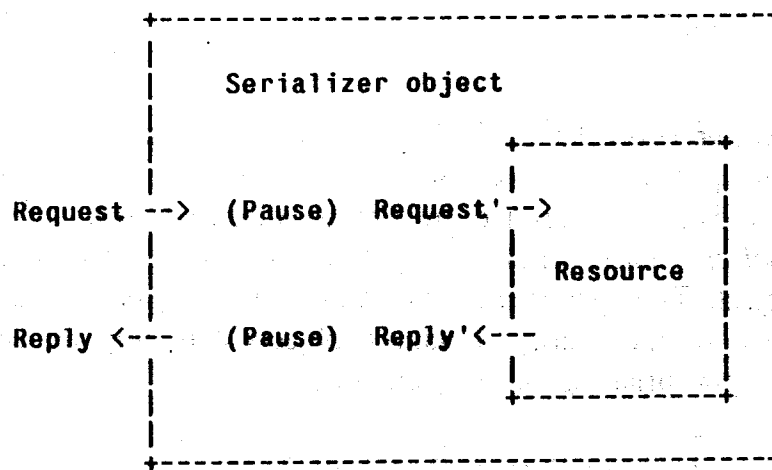 Serializer object
Request --> (Pause) Request'-->
Resource
Reply <--- (Pause) Reply'<---